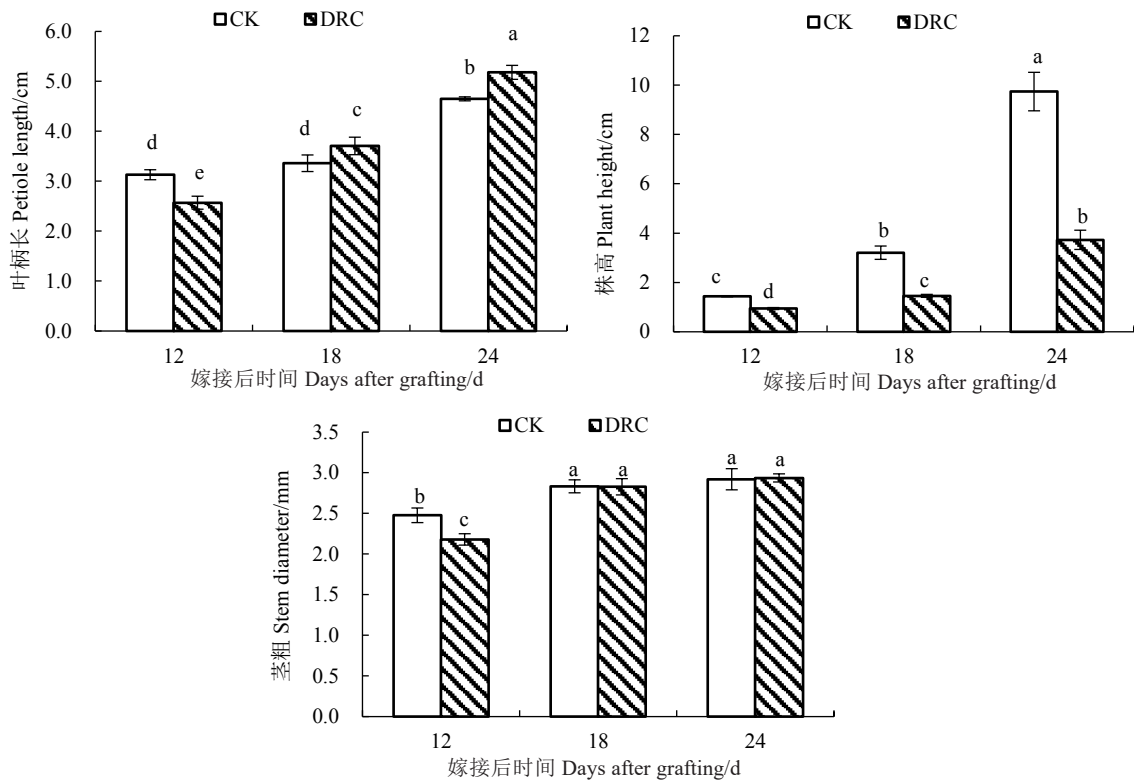 CK DRC
6.0
5.0
4.0
3.0
2.0
1.0
0.0
d
e
d
c
b
a
12 18 24
叶柄长 Petiole length/cm
嫁接后时间 Days after grafting/d
CK DRC
12
10
8
6
4
2
0
c
d
b
c
a
b
12 18 24
株高 Plant height/cm
嫁接后时间 Days after grafting/d
CK DRC
3.5
3.0
2.5
2.0
1.5
1.0
0.5
0.0
b
c
a
a
a
a
12 18 24
茎粗 Stem diameter/mm
嫁接后时间 Days after grafting/d